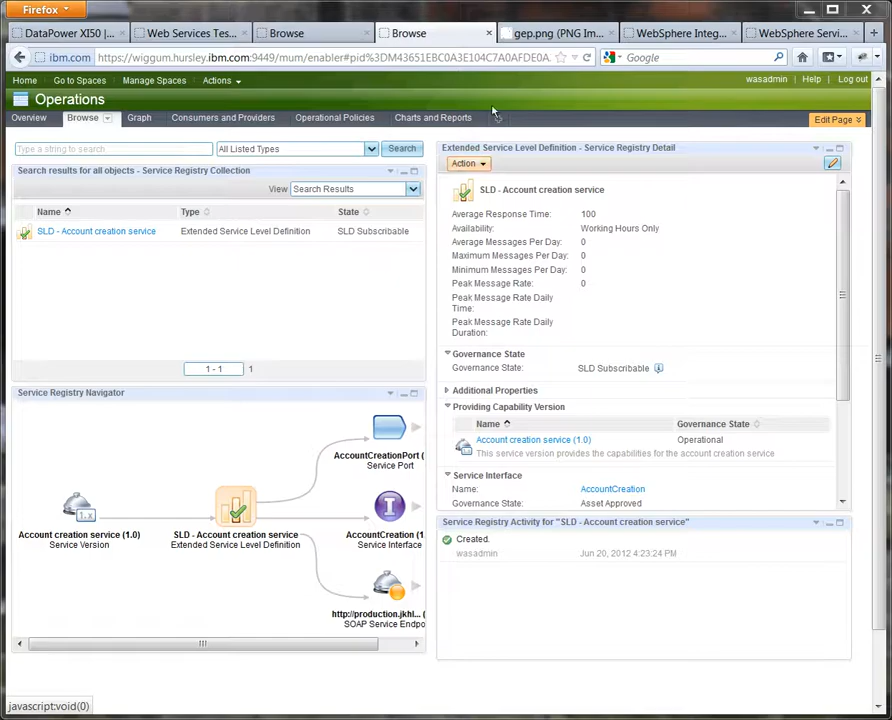 Firefox
DataPower XI50 |...
Web Services Tes...
Browse
Browse
gep.png (PNG Im...
WebSphere Integ...
WebSphere Servi...
ibm.com
https://wiggum.hursley.ibm.com:9449/mum/enabler#pid%3DM43651EBC0A3E104C7A0AFDE0A.
Google
Home
Go to Spaces
Manage Spaces
Actions
wasadmin
Help
Log out
Operations
Overview
Browse
Graph
Consumers and Providers
Operational Policies
Charts and Reports
Edit Page
Type a string to search
All Listed Types
Search
Search results for all objects - Service Registry Collection
View
Search Results
Name
Type
State
SLD - Account creation service
Extended Service Level Definition
SLD Subscribable
1 - 1
1
Service Registry Navigator
AccountCreationPort (
Service Port
1.x
Account creation service (1.0)
Service Version
SLD - Account creation service
Extended Service Level Definition
I
AccountCreation (1
Service Interface
http://production.jkhl... (
SOAP Service Endpo
Extended Service Level Definition - Service Registry Detail
Action
SLD - Account creation service
Average Response Time: 100
Availability: Working Hours Only
Average Messages Per Day: 0
Maximum Messages Per Day: 0
Minimum Messages Per Day: 0
Peak Message Rate: 0
Peak Message Rate Daily
Time:
Peak Message Rate Daily
Duration:
Governance State
Governance State: SLD Subscribable
Additional Properties
Providing Capability Version
Name
Governance State
Account creation service (1.0)
Operational
This service version provides the capabilities for the account creation service
Service Interface
Name: AccountCreation
Governance State: Asset Approved
Service Registry Activity for "SLD - Account creation service"
Created.
wasadmin
Jun 20, 2012 4:23:24 PM
javascript:void(0)